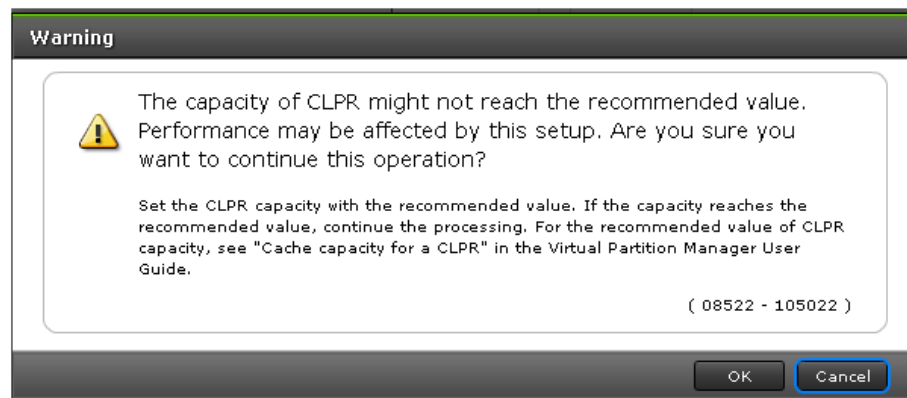 Warning
The capacity of CLPR might not reach the recommended value.
Performance may be affected by this setup. Are you sure you
want to continue this operation?
Set the CLPR capacity with the recommended value. If the capacity reaches the
recommended value, continue the processing. For the recommended value of CLPR
capacity, see "Cache capacity for a CLPR" in the Virtual Partition Manager User
Guide.
( 08522 - 105022 )
OK Cancel